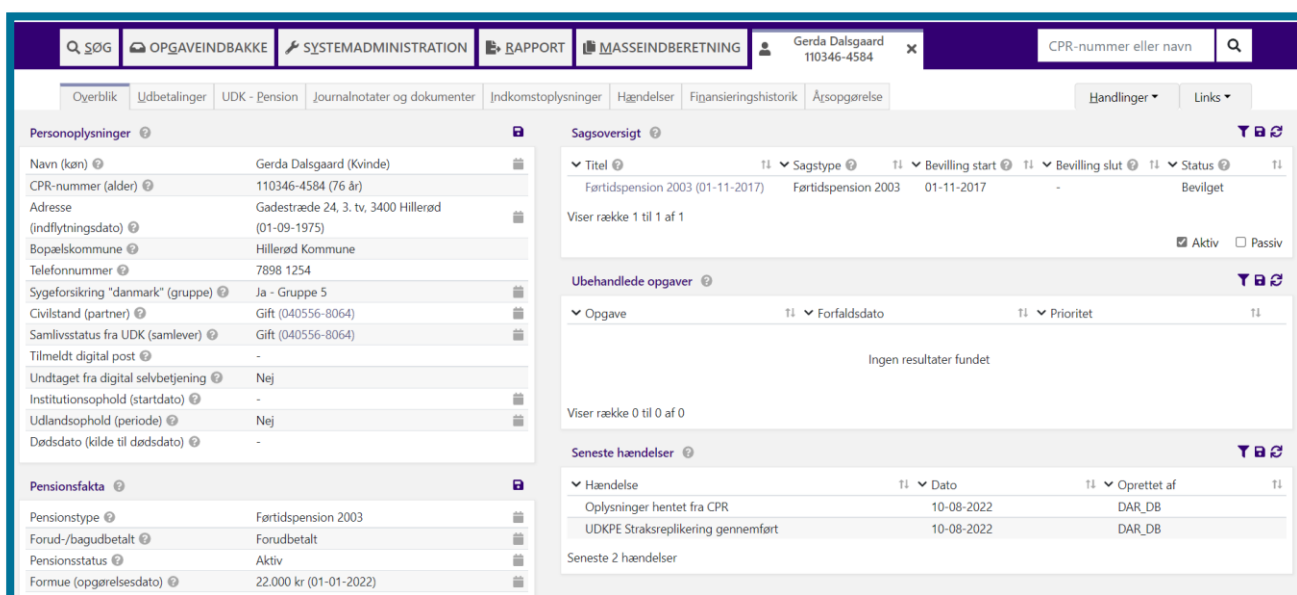 SØG OPGAVEINDBAKKE SYSTEMADMINISTRATION RAPPORT MASSEINDBERETNING Gerda Dalsgaard CPR-nummer eller navn
110346-4584
Overblik Udbetalinger UDK - Pension Journalnotater og dokumenter Indkomstoplysninger Hændelser Finansieringshistorik Årsopgørelse Handlinger Links
Personoplysninger
Navn (køn) Gerda Dalsgaard (Kvinde)
CPR-nummer (alder) 110346-4584 (76 år)
Adresse Gadestræde 24, 3. tv, 3400 Hillerød
(indflytningsdato) (01-09-1975)
Bopælskommune Hillerød Kommune
Telefonnummer 7898 1254
Sygeforsikring "danmark" (gruppe) Ja - Gruppe 5
Civilstand (partner) Gift (040556-8064)
Samlivsstatus fra UDK (samlever) Gift (040556-8064)
Tilmeldt digital post -
Undtaget fra digital selvbetjening Nej
Institutionsophold (startdato) -
Udlandsophold (periode) Nej
Dødsdato (kilde til dødsdato) -
Pensionsfakta
Pensionstype Førtidspension 2003
Forud-/bagudbetalt Forudbetalt
Pensionsstatus Aktiv
Formue (opgørelsesdato) 22.000 kr (01-01-2022)
Sagsoversigt
Titel Sagstype Bevilling start Bevilling slut Status
Førtidspension 2003 (01-11-2017) Førtidspension 2003 01-11-2017 - Bevilget
Viser række 1 til 1 af 1
Aktiv Passiv
Ubehandlede opgaver
Opgave Forfaldsdato Prioritet
Ingen resultater fundet
Viser række 0 til 0 af 0
Seneste hændelser
Hændelse Dato Oprettet af
Oplysninger hentet fra CPR 10-08-2022 DAR_DB
UDKPE Straksreplikering gennemført 10-08-2022 DAR_DB
Seneste 2 hændelser